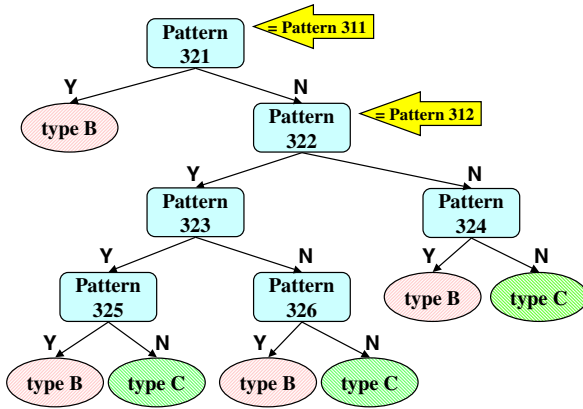 Pattern
321
= Pattern 311
Y
N
type B
Pattern
322
= Pattern 312
Y
N
Pattern
323
Pattern
324
Y
N
Y
N
Pattern
325
Pattern
326
type B
type C
Y
N
Y
N
type B
type C
type B
type C